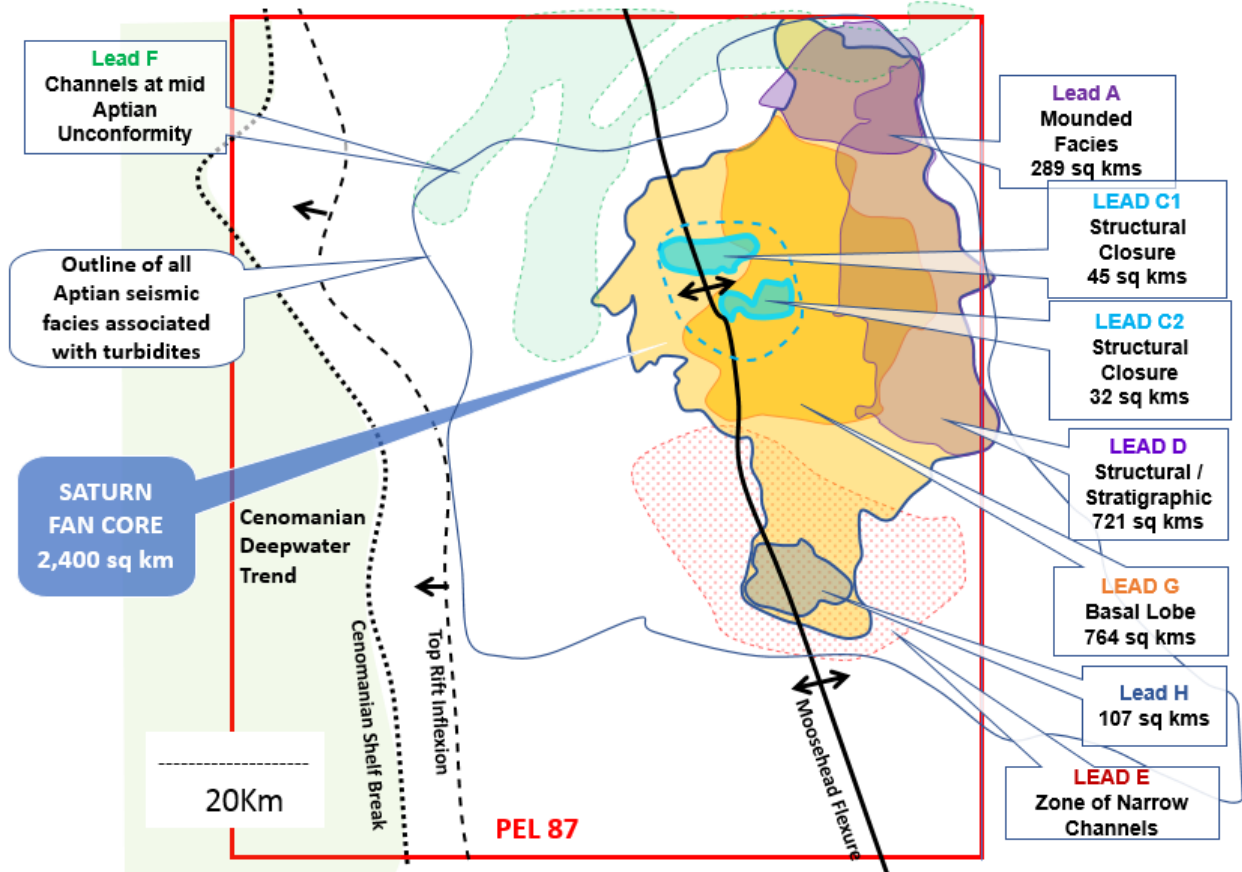 Lead F
Channels at mid
Aptian
Unconformity
Outline of all
Aptian seismic
facies associated
with turbidites
SATURN
FAN CORE
2,400 sq km
Cenomanian
Deepwater
Trend
Cenomanian Shelf Break
Top Rift Inflexion
Moosehead Flexure
20Km
PEL 87
Lead A
Mounded
Facies
289 sq kms
LEAD C1
Structural
Closure
45 sq kms
LEAD C2
Structural
Closure
32 sq kms
LEAD D
Structural /
Stratigraphic
721 sq kms
LEAD G
Basal Lobe
764 sq kms
Lead H
107 sq kms
LEAD E
Zone of Narrow
Channels